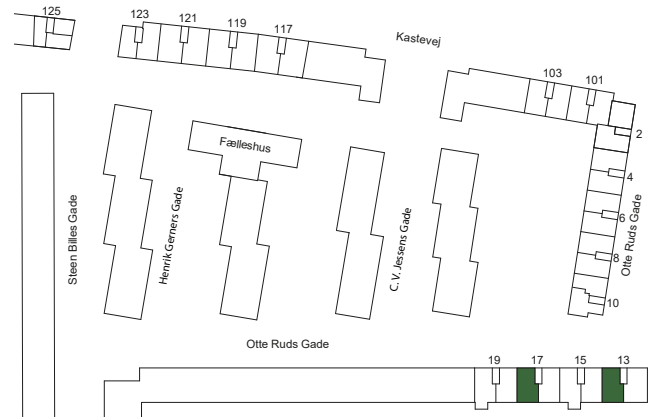 125
123
121
119
117
Kastevej
103
101
2
Fælleshus
4
6
8
10
Steen Billes Gade
Henrik Gerners Gade
C. V. Jessens Gade
Otte Ruds Gade
Otte Ruds Gade
19
17
15
13